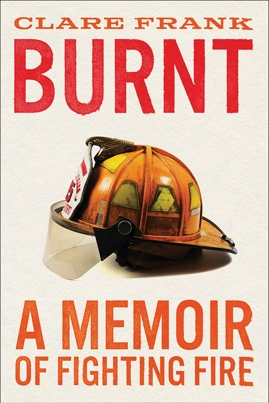 CLARE FRANK
BURNT
A MEMOIR
OF FIGHTING FIRE